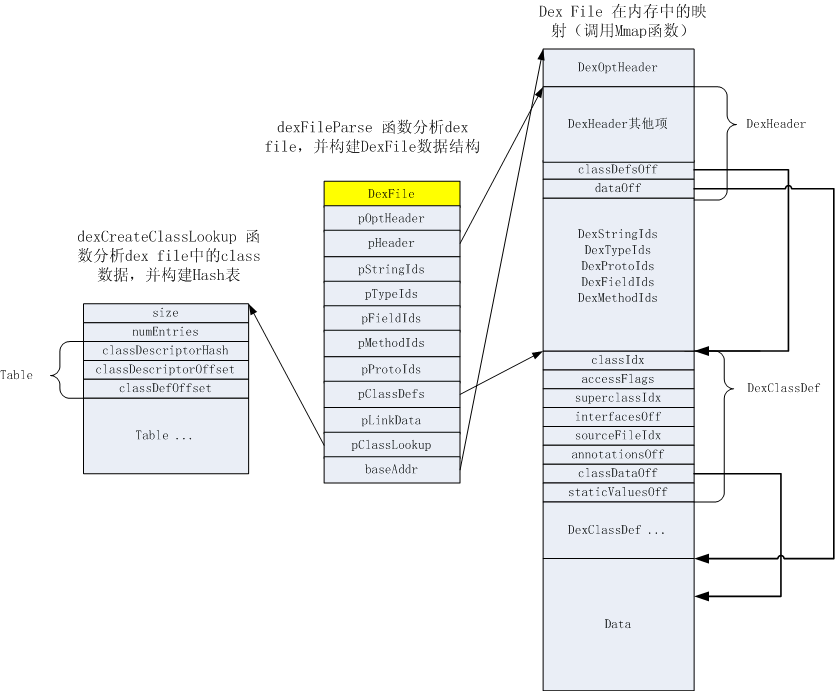 Dex File 在内存中的映
射（调用Mmap函数）
DexOptHeader
DexHeader其他项
DexHeader
classDefsOff
dataOff
DexStringIds
DexTypeIds
DexProtoIds
DexFieldIds
DexMethodIds
classIdx
accessFlags
superclassIdx
interfacesOff
sourceFileIdx
annotationsOff
classDataOff
staticValuesOff
DexClassDef
DexClassDef ...
Data
dexFileParse 函数分析dex
file，并构建DexFile数据结构
DexFile
pOptHeader
pHeader
pStringIds
pTypeIds
pFieldIds
pMethodIds
pProtoIds
pClassDefs
pLinkData
pClassLookup
baseAddr
dexCreateClassLookup 函
数分析dex file中的class
数据，并构建Hash表
size
numEntries
classDescriptorHash
classDescriptorOffset
classDefOffset
Table
Table ...